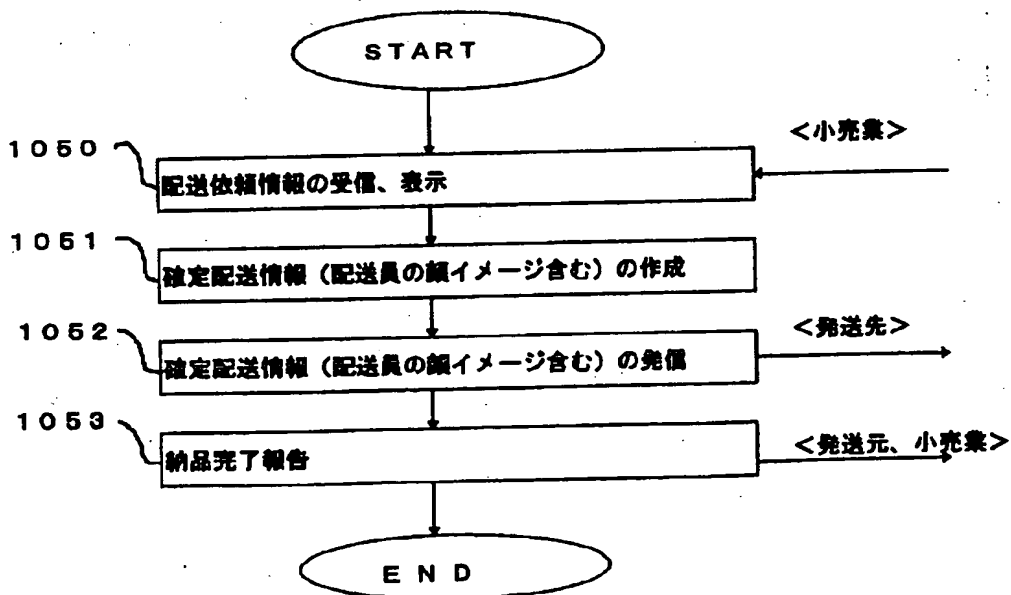 START
<小売業>
1050
配送依頼情報の受信、表示
1051
確定配送情報（配送員の顔イメージ含む）の作成
1052
<発送先>
確定配送情報（配送員の顔イメージ含む）の発信
1053
<発送元、小売業>
納品完了報告
END